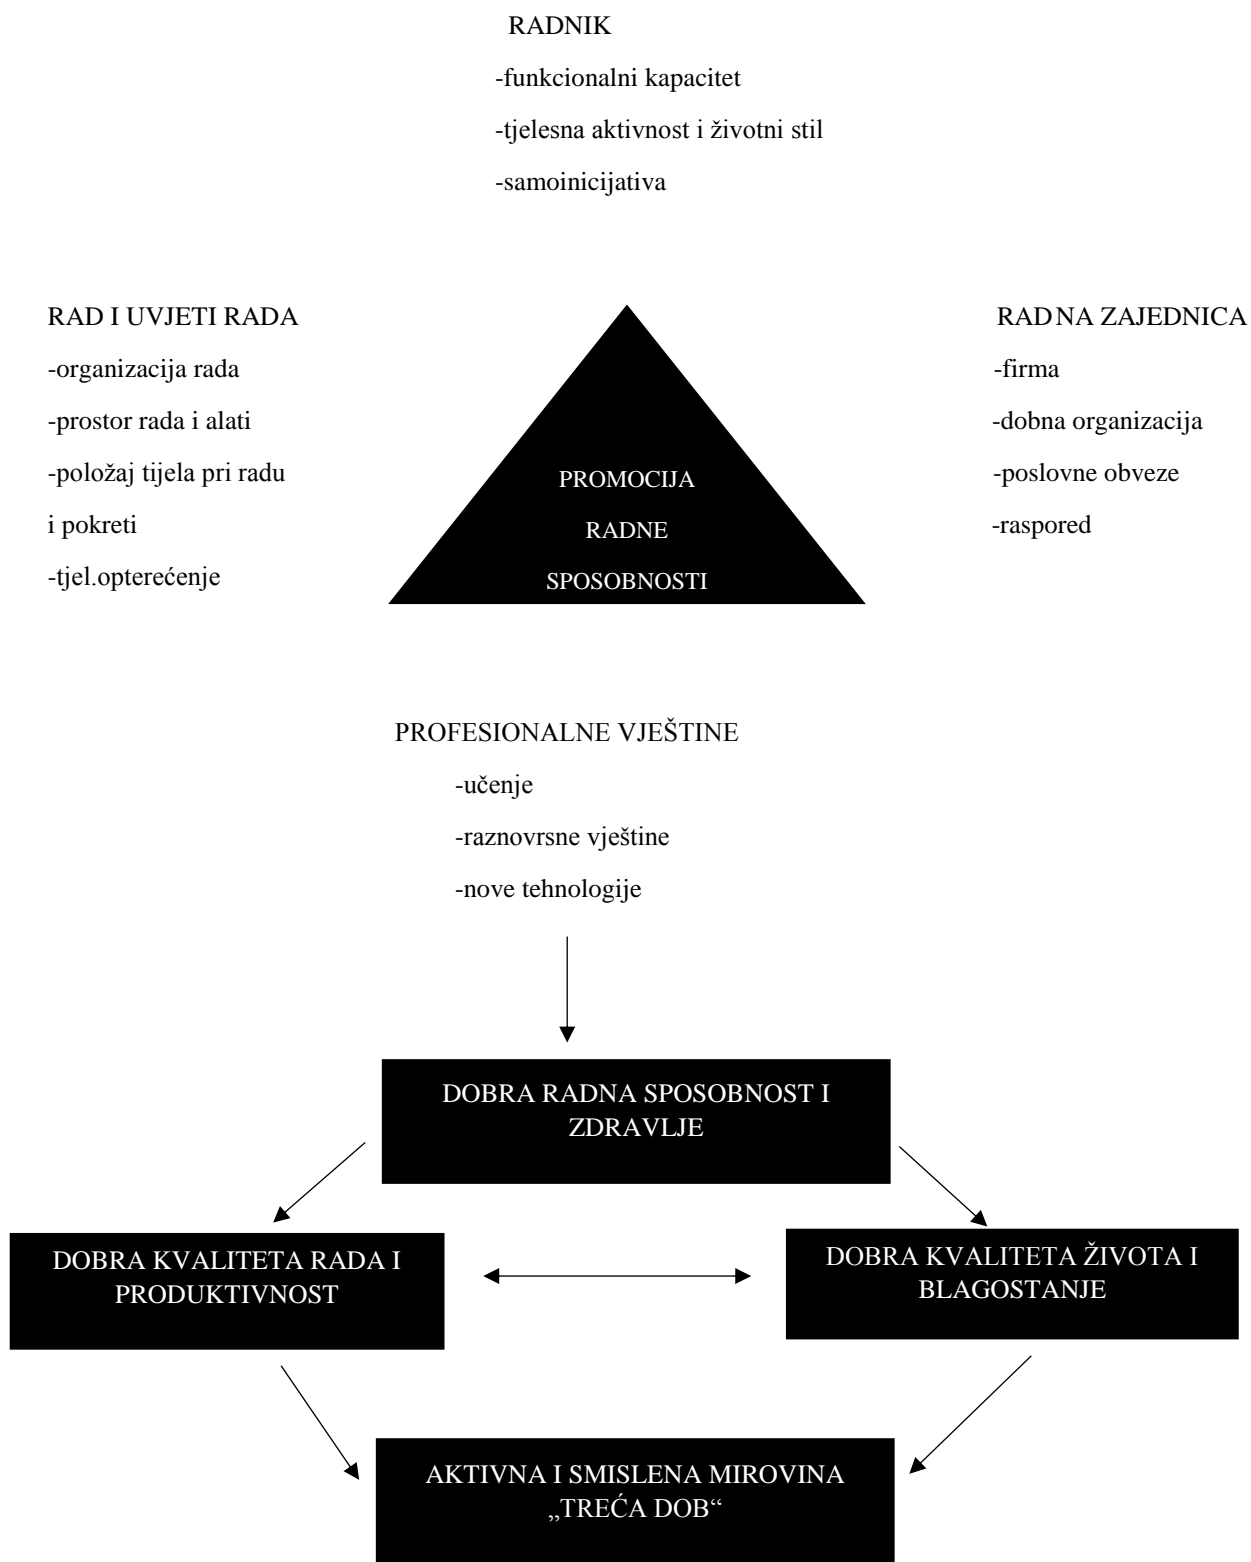 RADNIK
-funkcionalni kapacitet
-tjelesna aktivnost i životni stil
-samoinicijativa
RAD I UVJETI RADA
-organizacija rada
-prostor rada i alati
-položaj tijela pri radu
i pokreti
-tjel.opterećenje
RADNA ZAJEDNICA
-firma
-dobna organizacija
-poslovne obveze
-raspored
PROMOCIJA
RADNE
SPOSOBNOSTI
PROFESIONALNE VJEŠTINE
-učenje
-raznovrsne vještine
-nove tehnologije
DOBRA RADNA SPOSOBNOST I
ZDRAVLJE
DOBRA KVALITETA RADA I
PRODUKTIVNOST
DOBRA KVALITETA ŽIVOTA I
BLAGOSTANJE
AKTIVNA I SMISLENA MIROVINA
„TREĆA DOB“